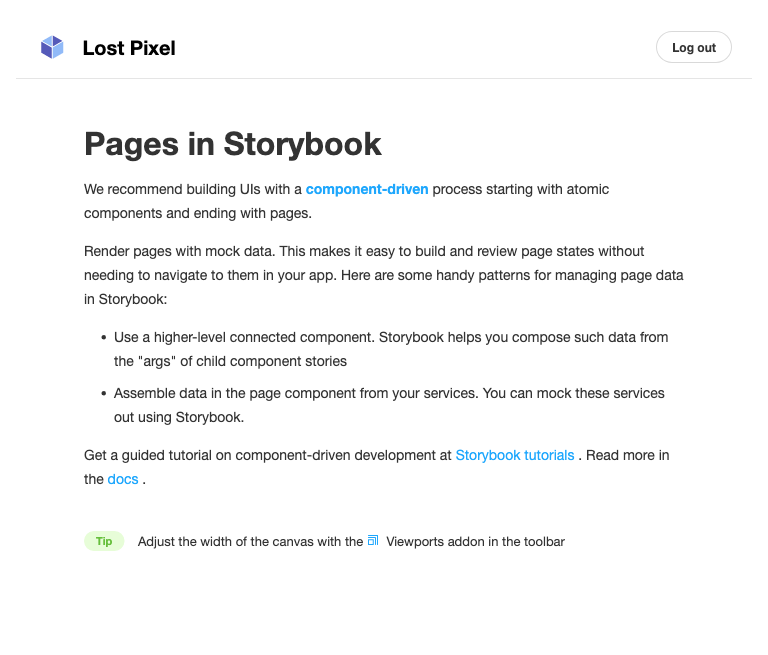 Lost Pixel
Log out
Pages in Storybook
We recommend building UIs with a component-driven process starting with atomic
components and ending with pages.
Render pages with mock data. This makes it easy to build and review page states without
needing to navigate to them in your app. Here are some handy patterns for managing page data
in Storybook:
• Use a higher-level connected component. Storybook helps you compose such data from
the "args" of child component stories
• Assemble data in the page component from your services. You can mock these services
out using Storybook.
Get a guided tutorial on component-driven development at Storybook tutorials . Read more in
the docs .
Tip Adjust the width of the canvas with the Viewports addon in the toolbar